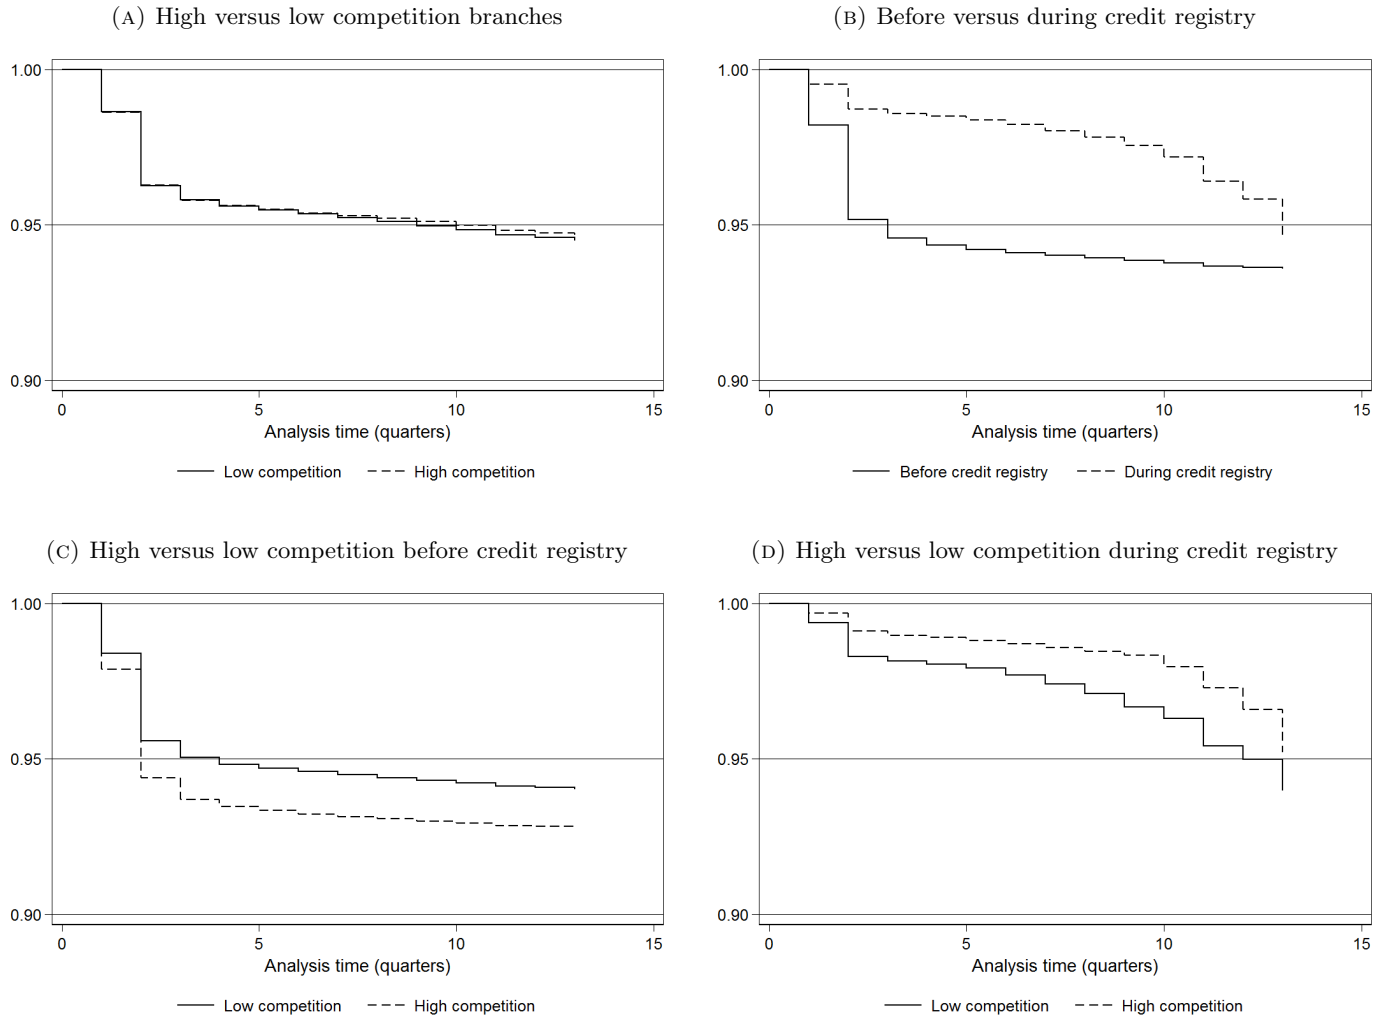 (A) High versus low competition branches
1.00
0.95
0.90
0 5 10 15
Analysis time (quarters)
Low competition High competition
(B) Before versus during credit registry
1.00
0.95
0.90
0 5 10 15
Analysis time (quarters)
Before credit registry During credit registry
(C) High versus low competition before credit registry
1.00
0.95
0.90
0 5 10 15
Analysis time (quarters)
Low competition High competition
(D) High versus low competition during credit registry
1.00
0.95
0.90
0 5 10 15
Analysis time (quarters)
Low competition High competition